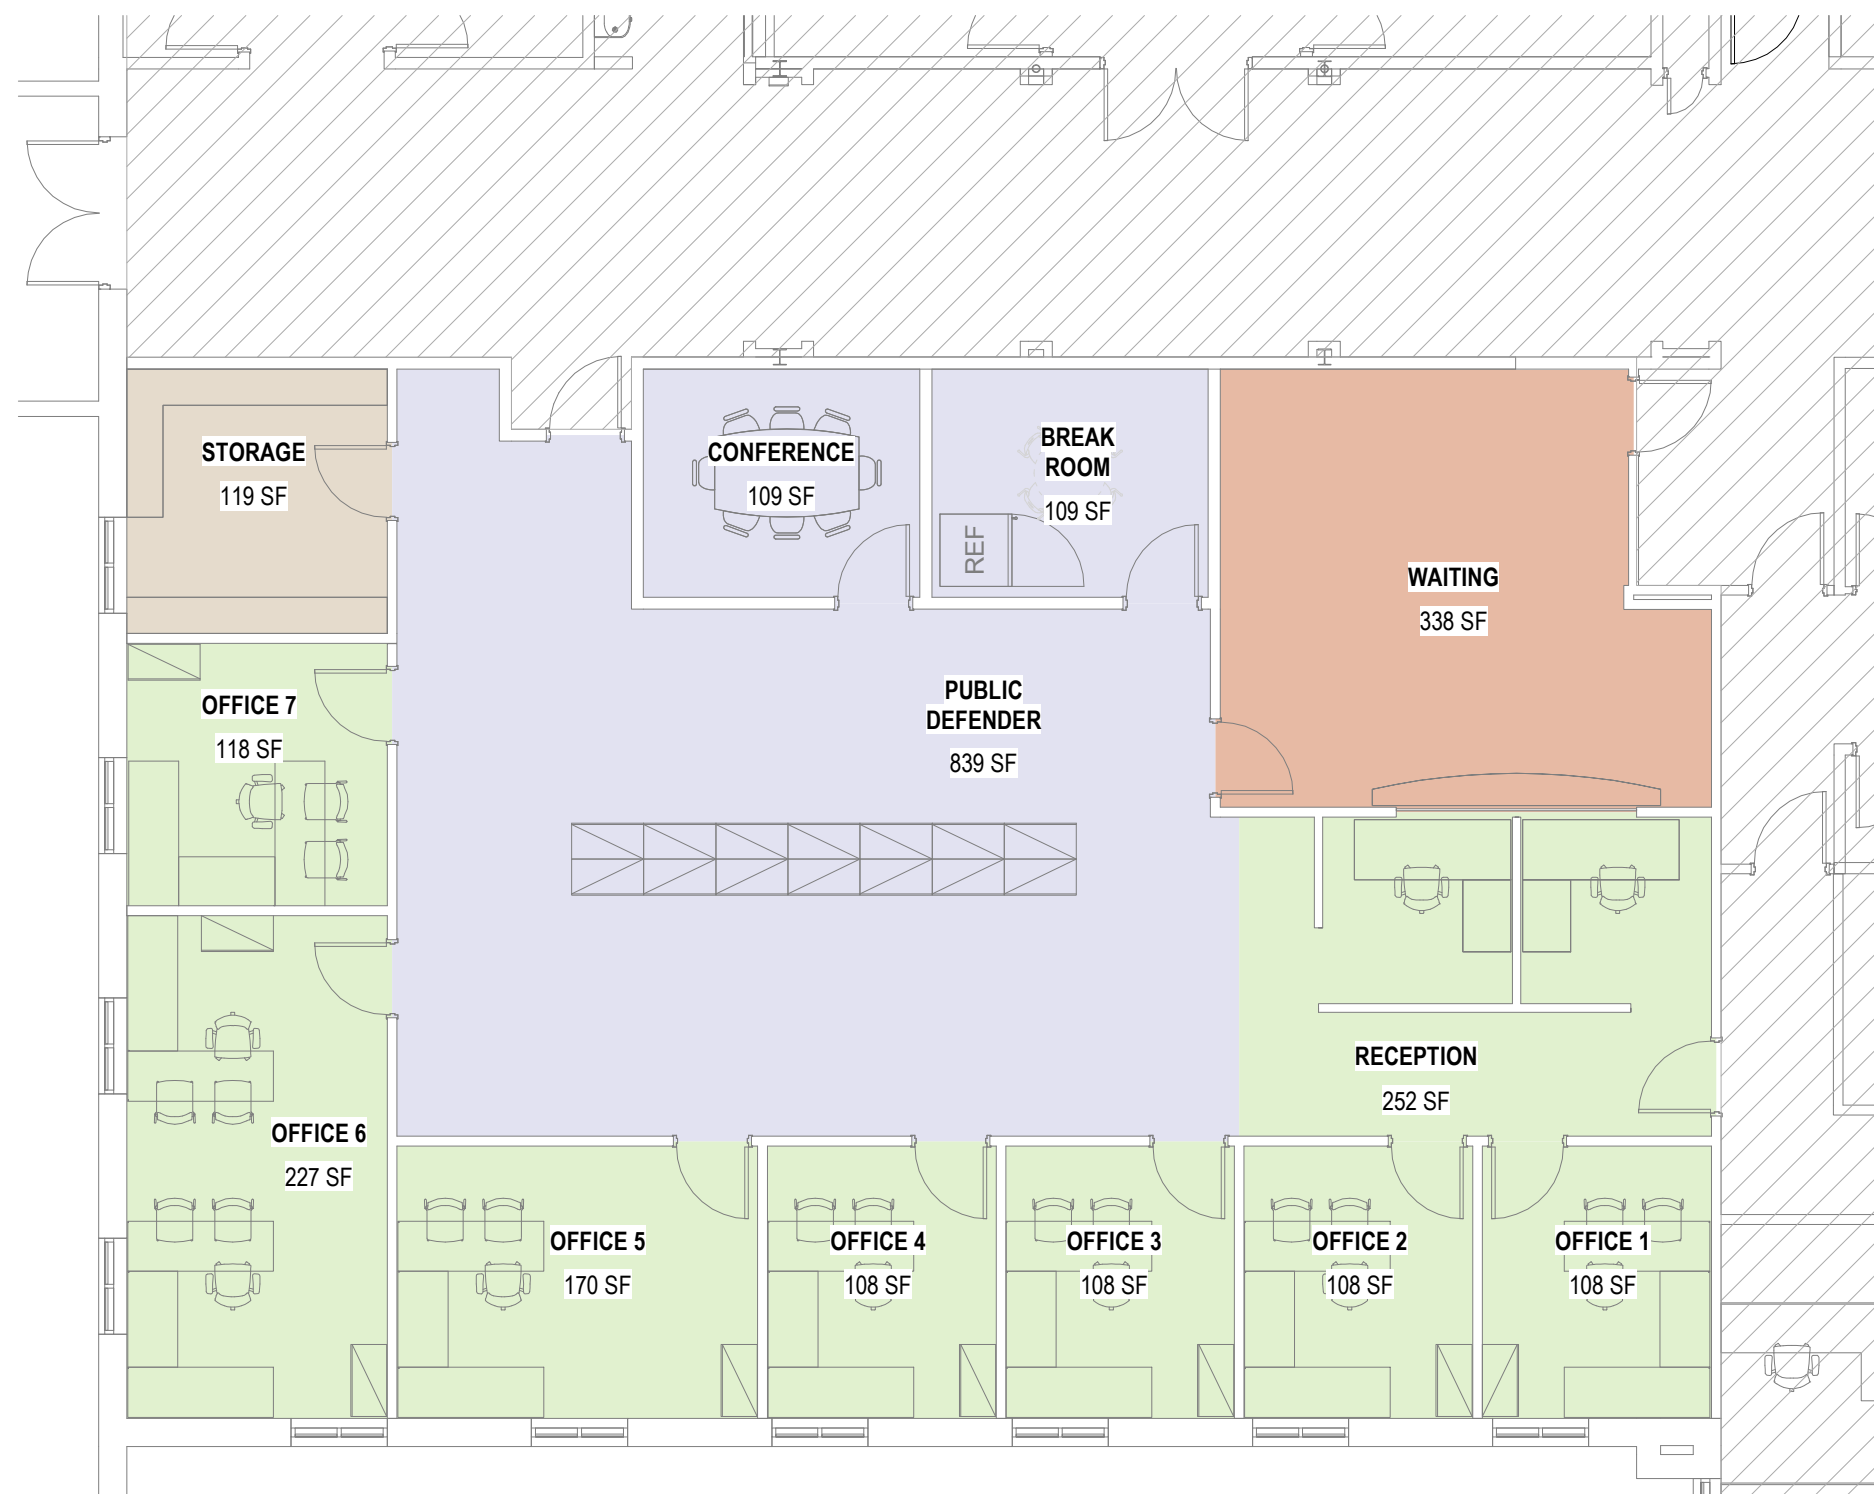 STORAGE
119 SF
CONFERENCE
109 SF
BREAK
ROOM
109 SF
REF
WAITING
338 SF
OFFICE 7
118 SF
PUBLIC
DEFENDER
839 SF
RECEPTION
252 SF
OFFICE 6
227 SF
OFFICE 5
170 SF
OFFICE 4
108 SF
OFFICE 3
108 SF
OFFICE 2
108 SF
OFFICE 1
108 SF